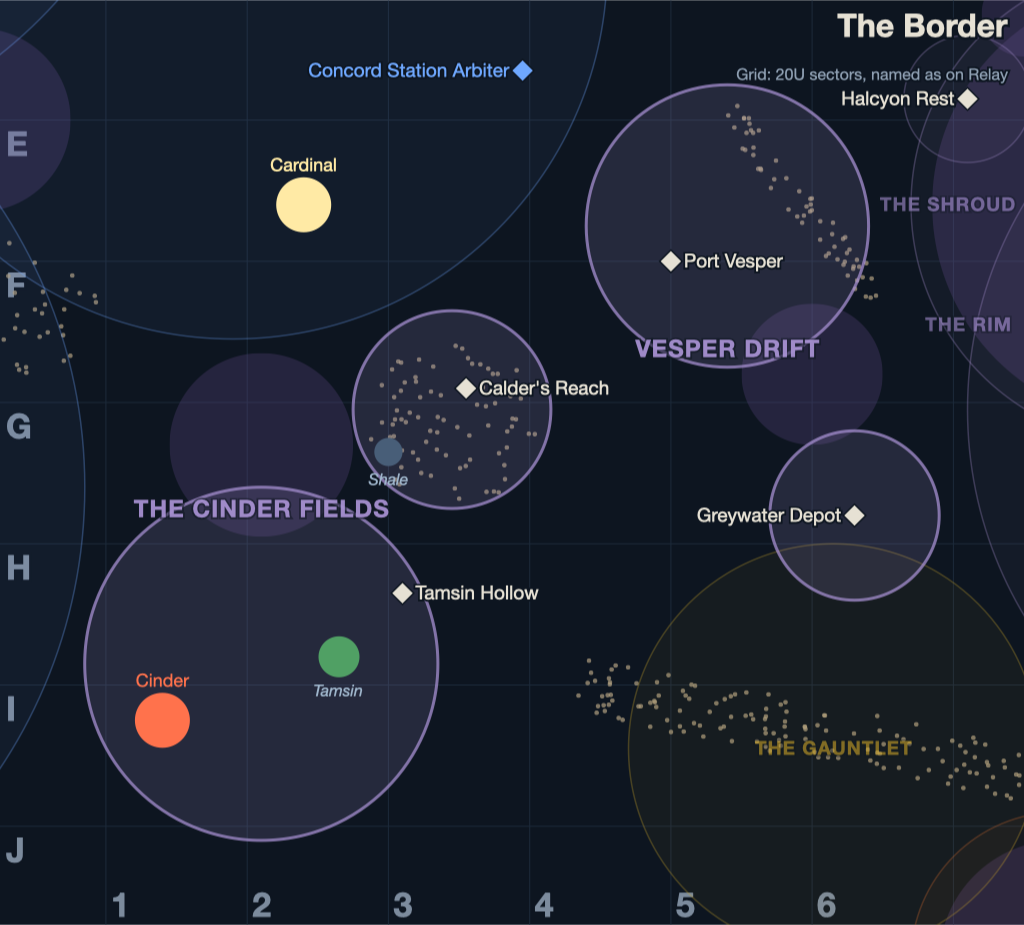 The Border
Concord Station Arbiter
Grid: 20U sectors, named as on Relay
Halcyon Rest
E
Cardinal
THE SHROUD
Port Vesper
F
THE RIM
VESPER DRIFT
Calder's Reach
G
Shale
THE CINDER FIELDS
Greywater Depot
H
Tamsin Hollow
Cinder
Tamsin
I
THE GAUNTLET
J
1 2 3 4 5 6